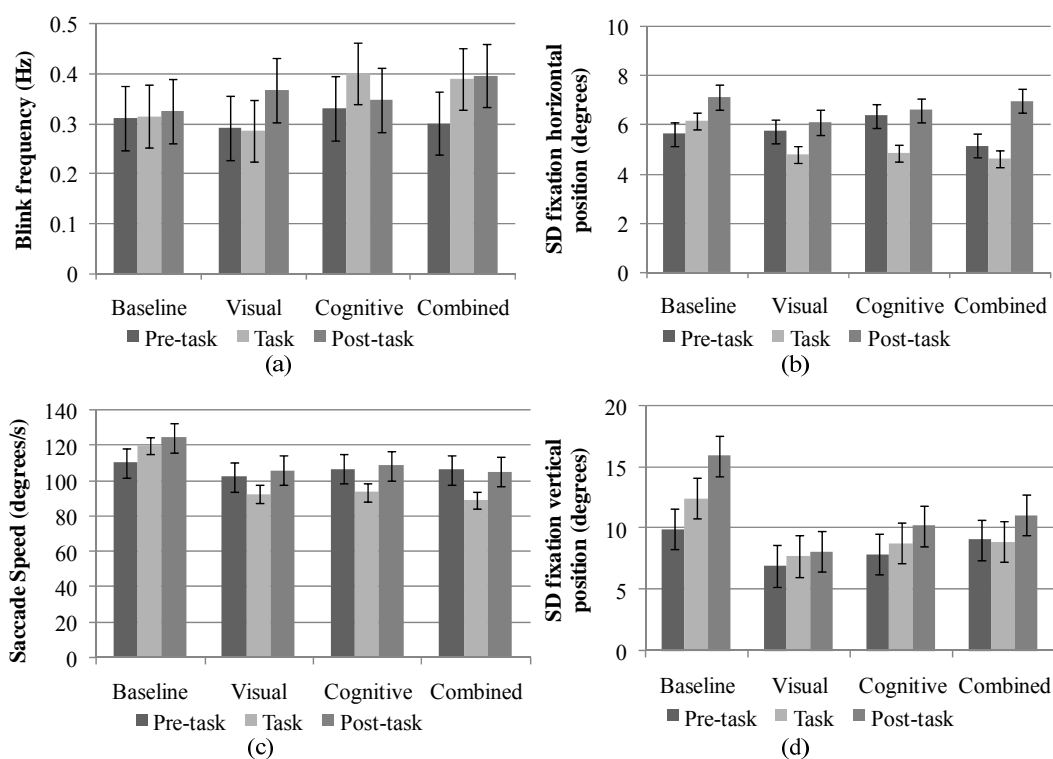 Blink frequency (Hz)
0.5
0.4
0.3
0.2
0.1
0
Baseline Visual Cognitive Combined
Pre-task Task Post-task
(a)
SD fixation horizontal
position (degrees)
10
8
6
4
2
0
Baseline Visual Cognitive Combined
Pre-task Task Post-task
(b)
Saccade Speed (degrees/s)
140
120
100
80
60
40
20
0
Baseline Visual Cognitive Combined
Pre-task Task Post-task
(c)
SD fixation vertical
position (degrees)
20
15
10
5
0
Baseline Visual Cognitive Combined
Pre-task Task Post-task
(d)